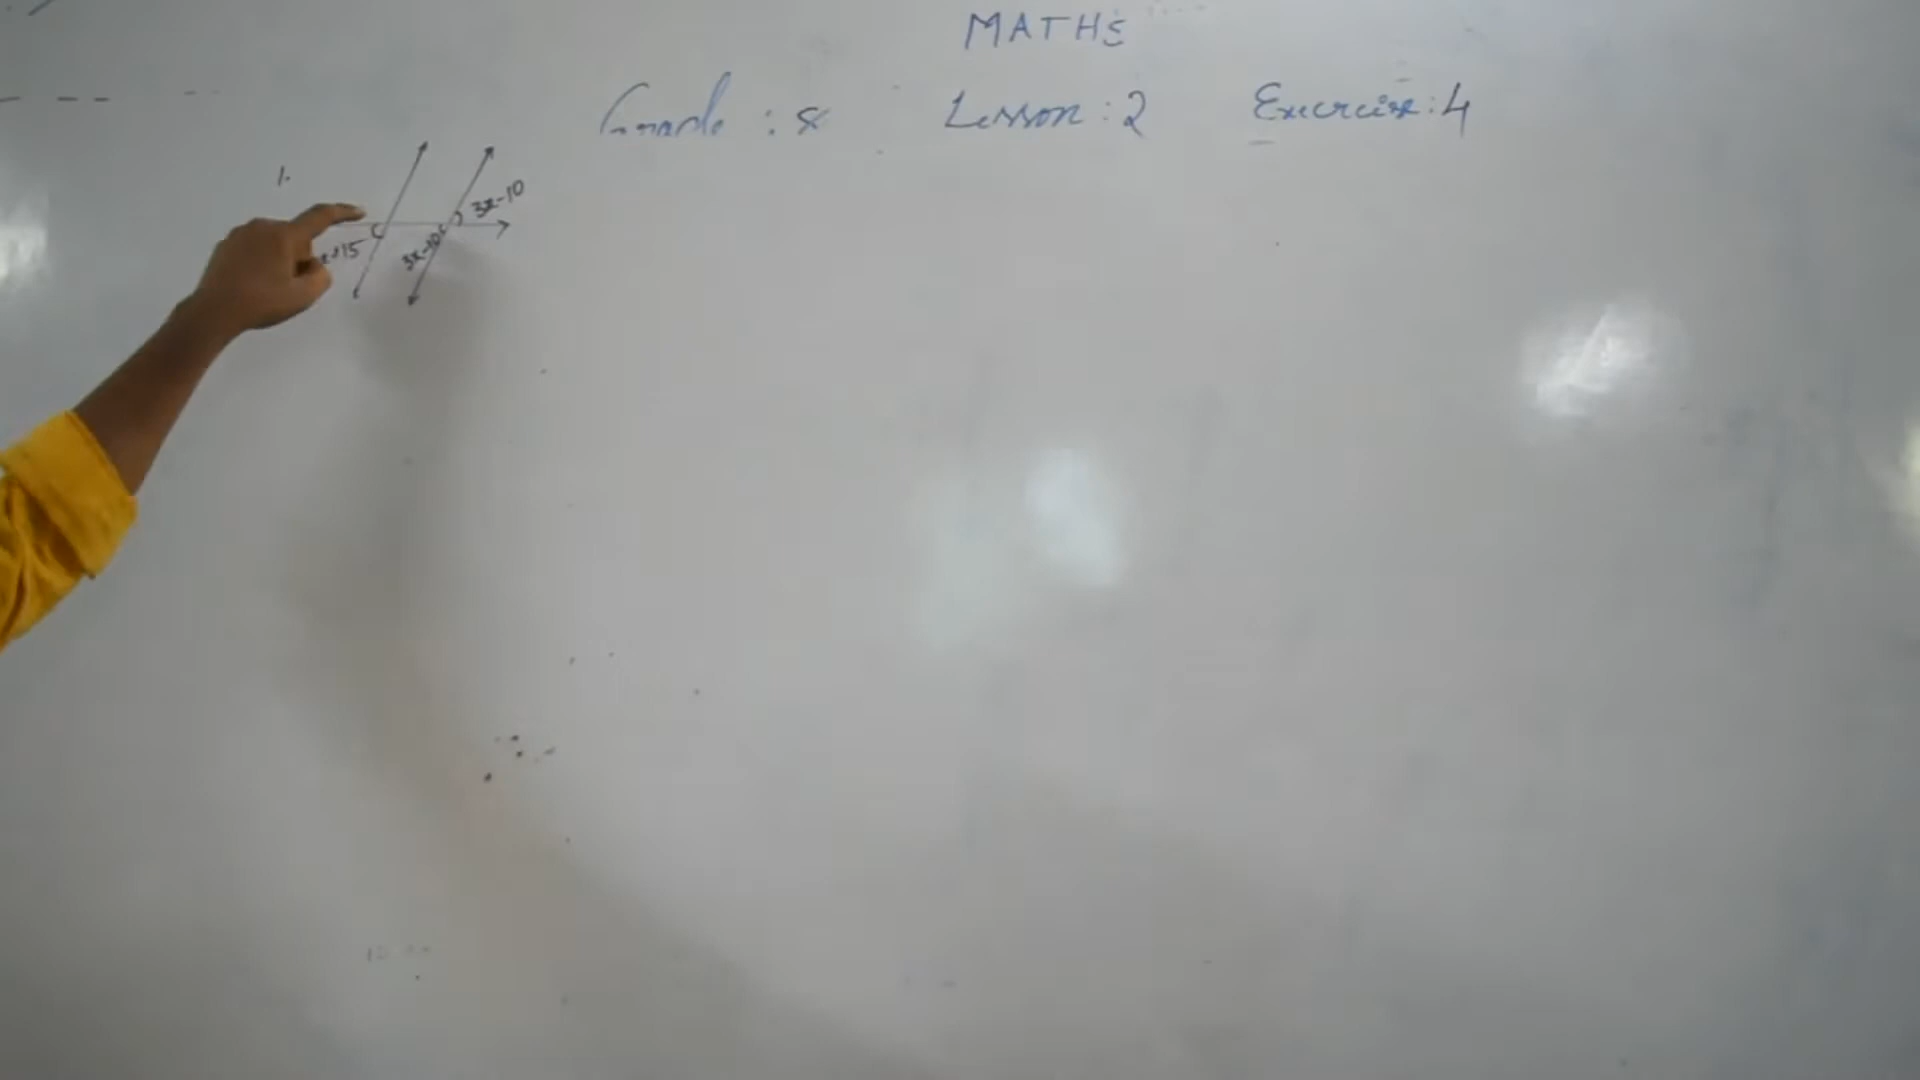 MATHS
Grade : 8 Lesson : 2 Exercise : 4
1.
3x-10
x+15
3x-10